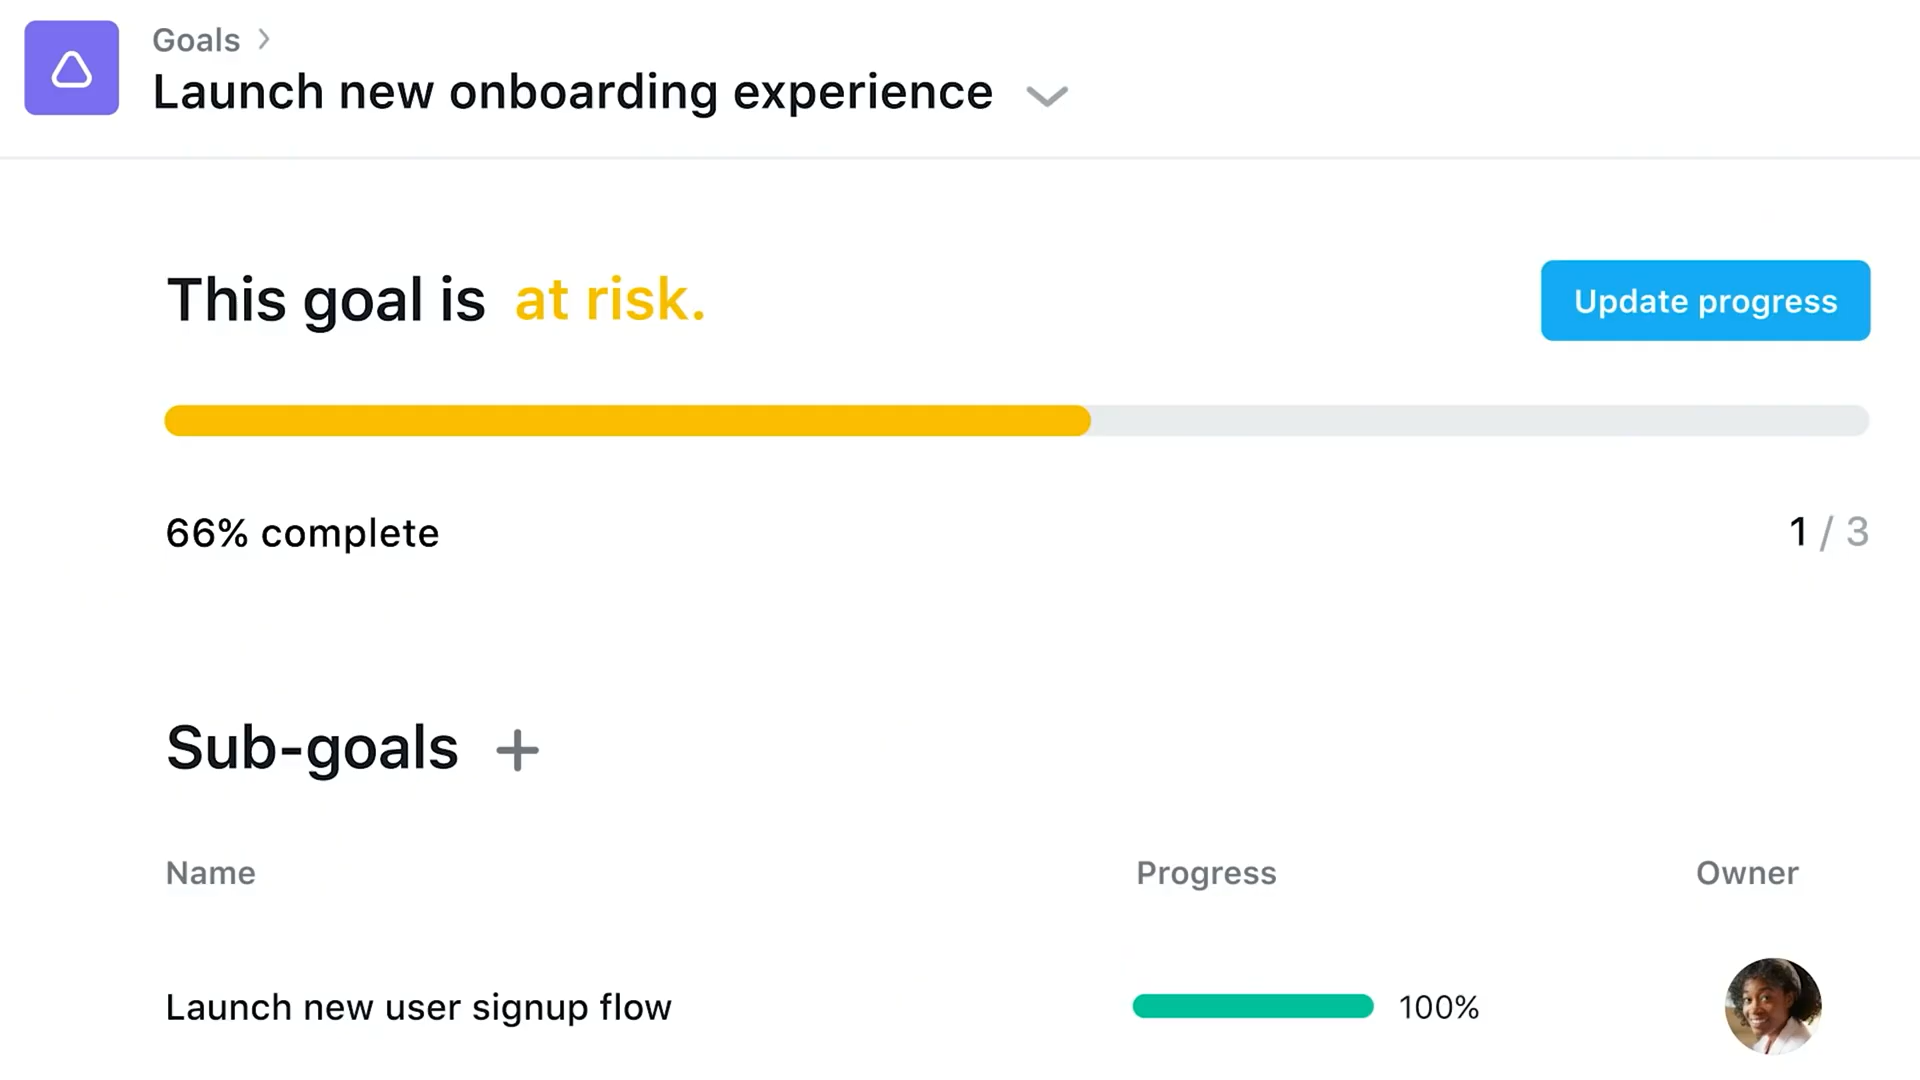 Goals
Launch new onboarding experience
This goal is at risk.
Update progress
66% complete
1 / 3
Sub-goals +
Name Progress Owner
Launch new user signup flow 100%